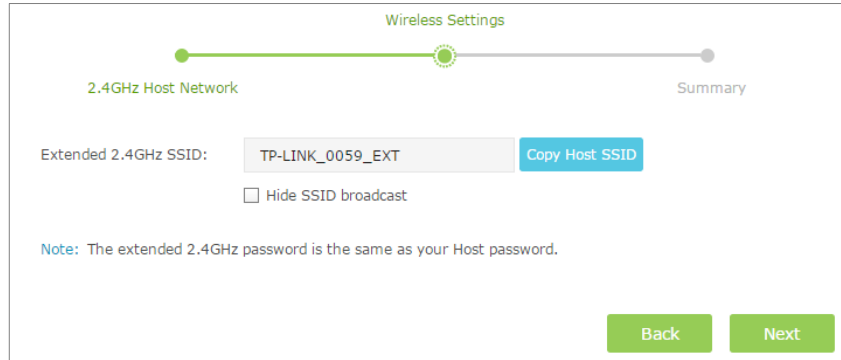 Wireless Settings
2.4GHz Host Network
Summary
Extended 2.4GHz SSID:
TP-LINK_0059_EXT
Copy Host SSID
Hide SSID broadcast
Note: The extended 2.4GHz password is the same as your Host password.
Back
Next